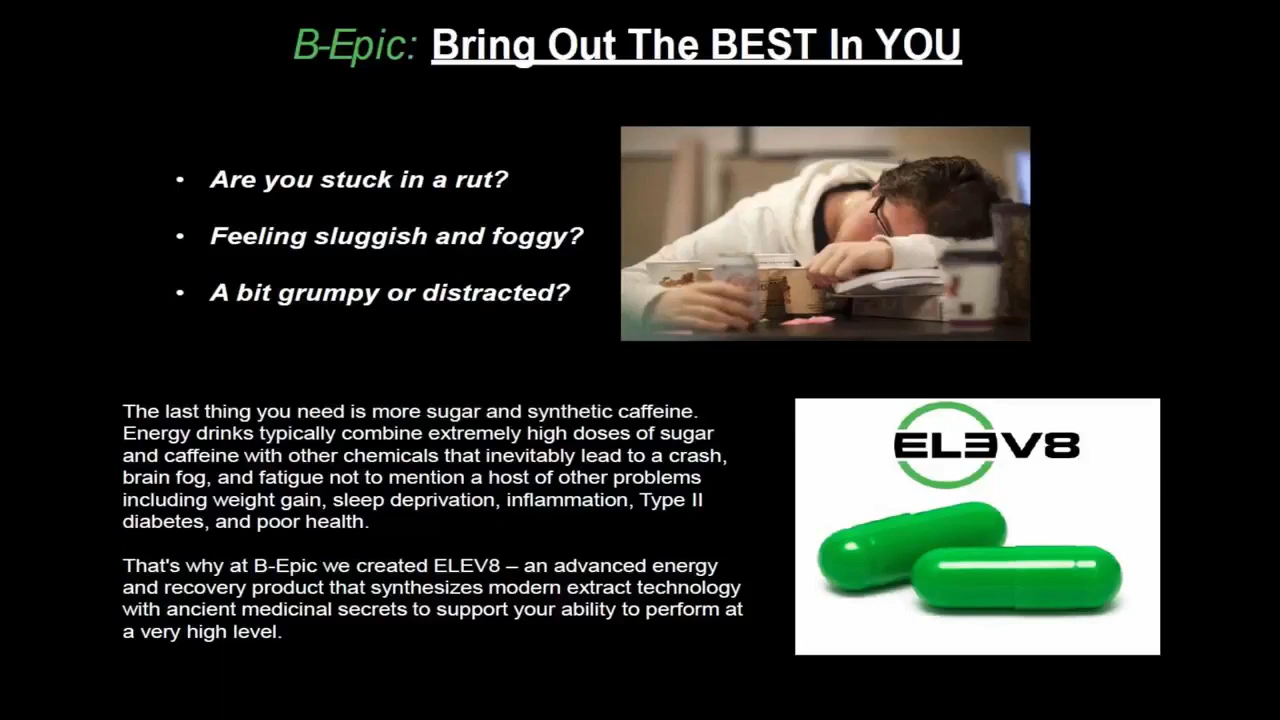 B-Epic: Bring Out The BEST In YOU
• Are you stuck in a rut?
• Feeling sluggish and foggy?
• A bit grumpy or distracted?
The last thing you need is more sugar and synthetic caffeine.
Energy drinks typically combine extremely high doses of sugar
and caffeine with other chemicals that inevitably lead to a crash,
brain fog, and fatigue not to mention a host of other problems
including weight gain, sleep deprivation, inflammation, Type II
diabetes, and poor health.
That's why at B-Epic we created ELEV8 – an advanced energy
and recovery product that synthesizes modern extract technology
with ancient medicinal secrets to support your ability to perform at
a very high level.
ELEV8